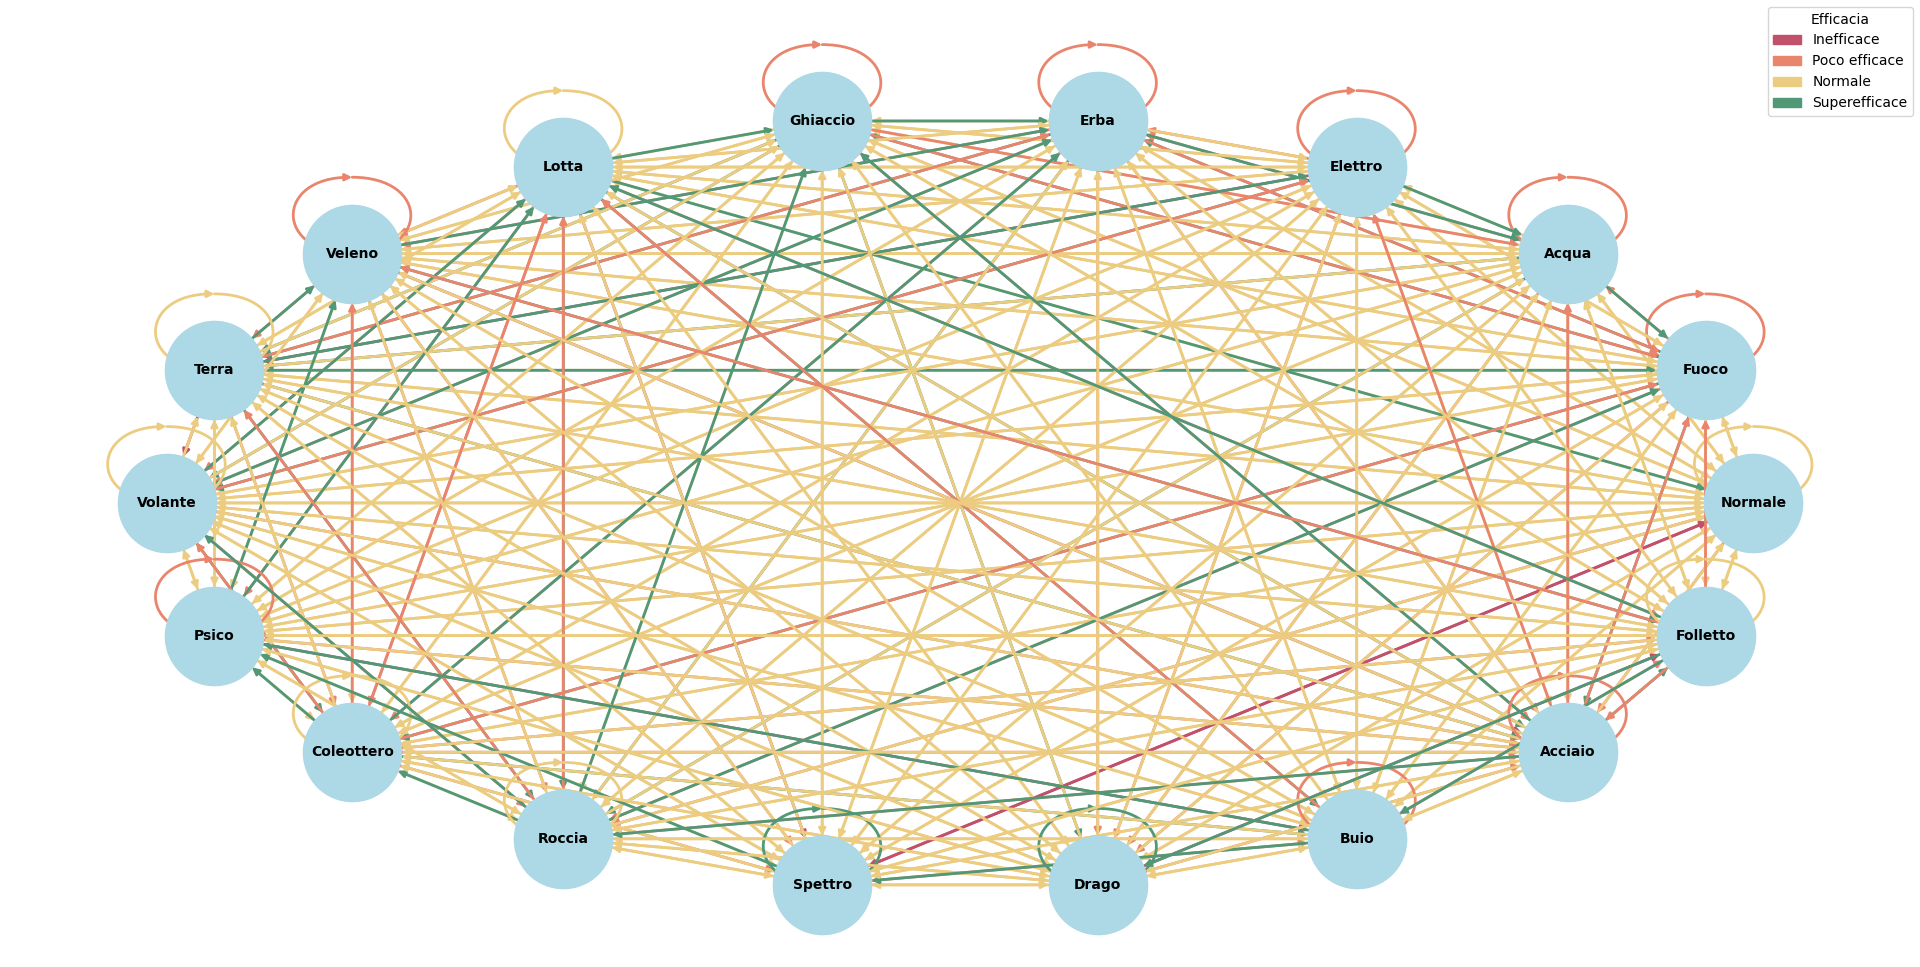 Efficacia
Inefficace
Poco efficace
Normale
Superefficace
Ghiaccio
Erba
Lotta
Elettro
Veleno
Acqua
Terra
Fuoco
Volante
Normale
Psico
Folletto
Coleottero
Acciaio
Roccia
Buio
Spettro
Drago